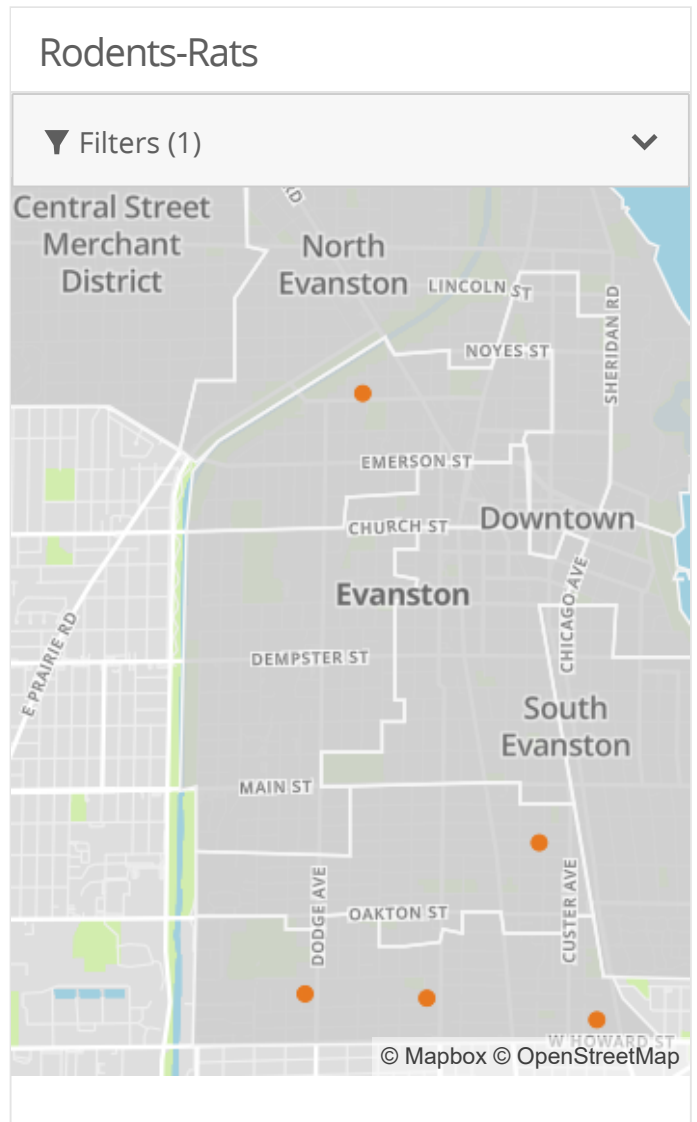 Rodents-Rats
Filters (1)
RD
Central Street
Merchant
District
North
Evanston
LINCOLN ST
SHERIDAN RD
NOYES ST
EMERSON ST
CHURCH ST
Downtown
CHICAGO AVE
Evanston
E PRAIRIE RD
DEMPSTER ST
South
Evanston
MAIN ST
DODGE AVE
CUSTER AVE
OAKTON ST
W HOWARD ST
© Mapbox © OpenStreetMap